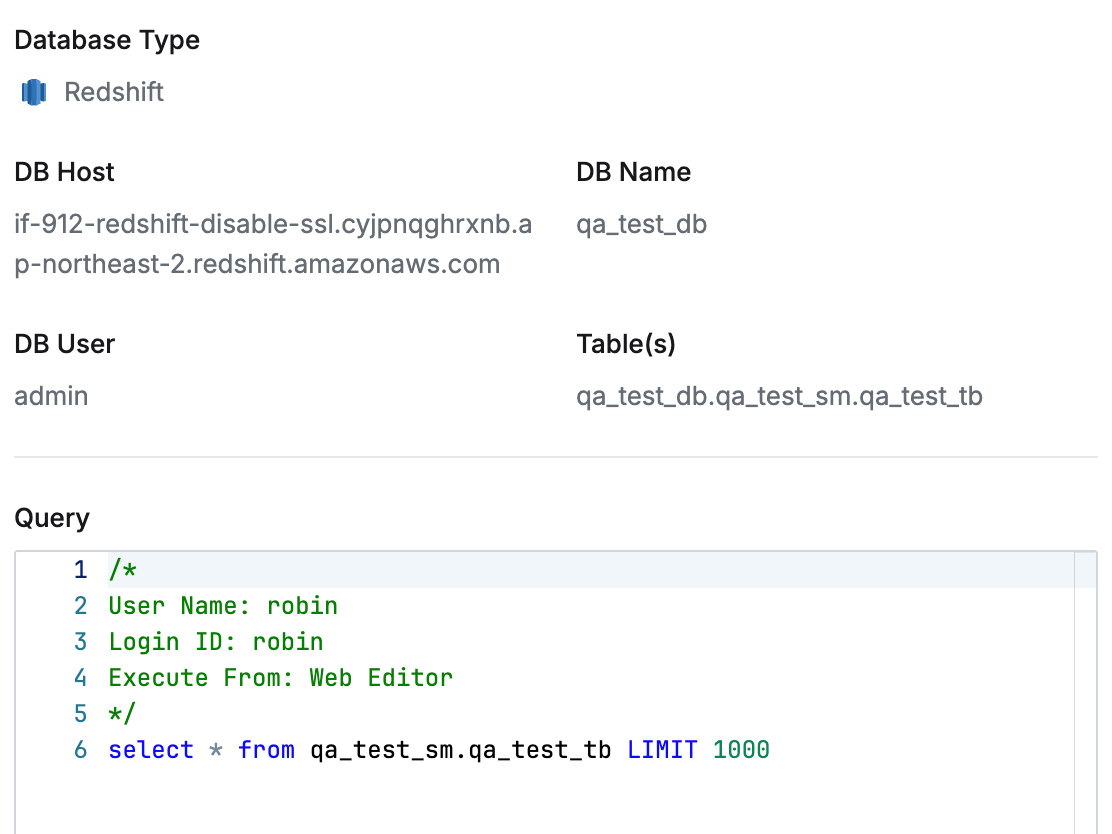 Database Type
Redshift
DB Host
DB Name
if-912-redshift-disable-ssl.cyjpnqghrxnb.a
p-northeast-2.redshift.amazonaws.com
qa_test_db
DB User
Table(s)
admin
qa_test_db.qa_test_sm.qa_test_tb
Query
1 /*
2 User Name: robin
3 Login ID: robin
4 Execute From: Web Editor
5 */
6 select * from qa_test_sm.qa_test_tb LIMIT 1000